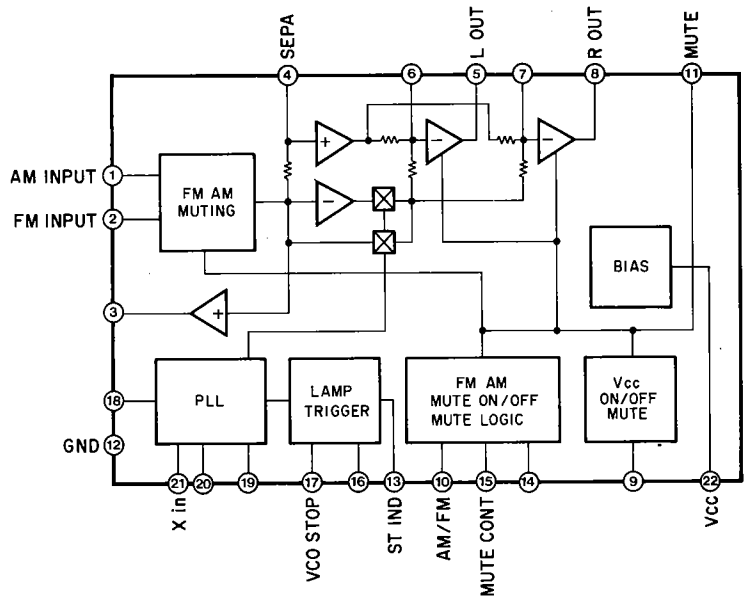 SEPA
L OUT
R OUT
MUTE
4
6
5
7
8
11
+
−
−
AM INPUT
1
FM AM
MUTING
FM INPUT
2
−
BIAS
3
+
PLL
LAMP
TRIGGER
FM AM
MUTE ON/OFF
MUTE LOGIC
Vcc
ON/OFF
MUTE
18
GND
12
21
20
19
17
16
13
10
15
14
9
22
X in
VCO STOP
ST IND
AM/FM
MUTE CONT
Vcc